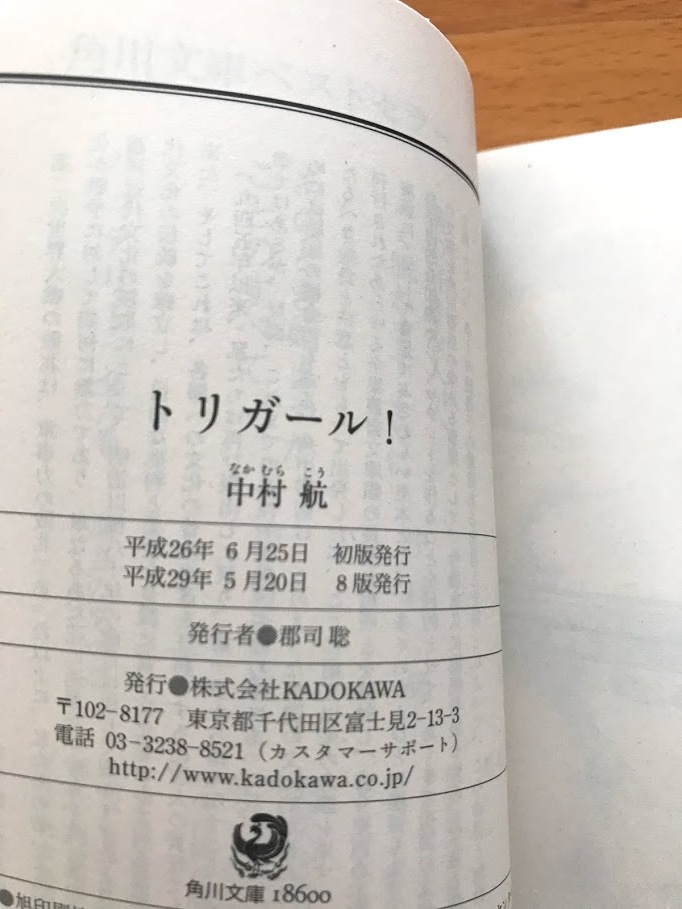 トリガール！
なか むら こう
中村 航
平成26年 6月25日 初版発行
平成29年 5月20日 8版発行
発行者●郡司 聡
発行●株式会社KADOKAWA
〒102-8177 東京都千代田区富士見2-13-3
電話 03-3238-8521（カスタマーサポート）
http://www.kadokawa.co.jp/
角川文庫 18600